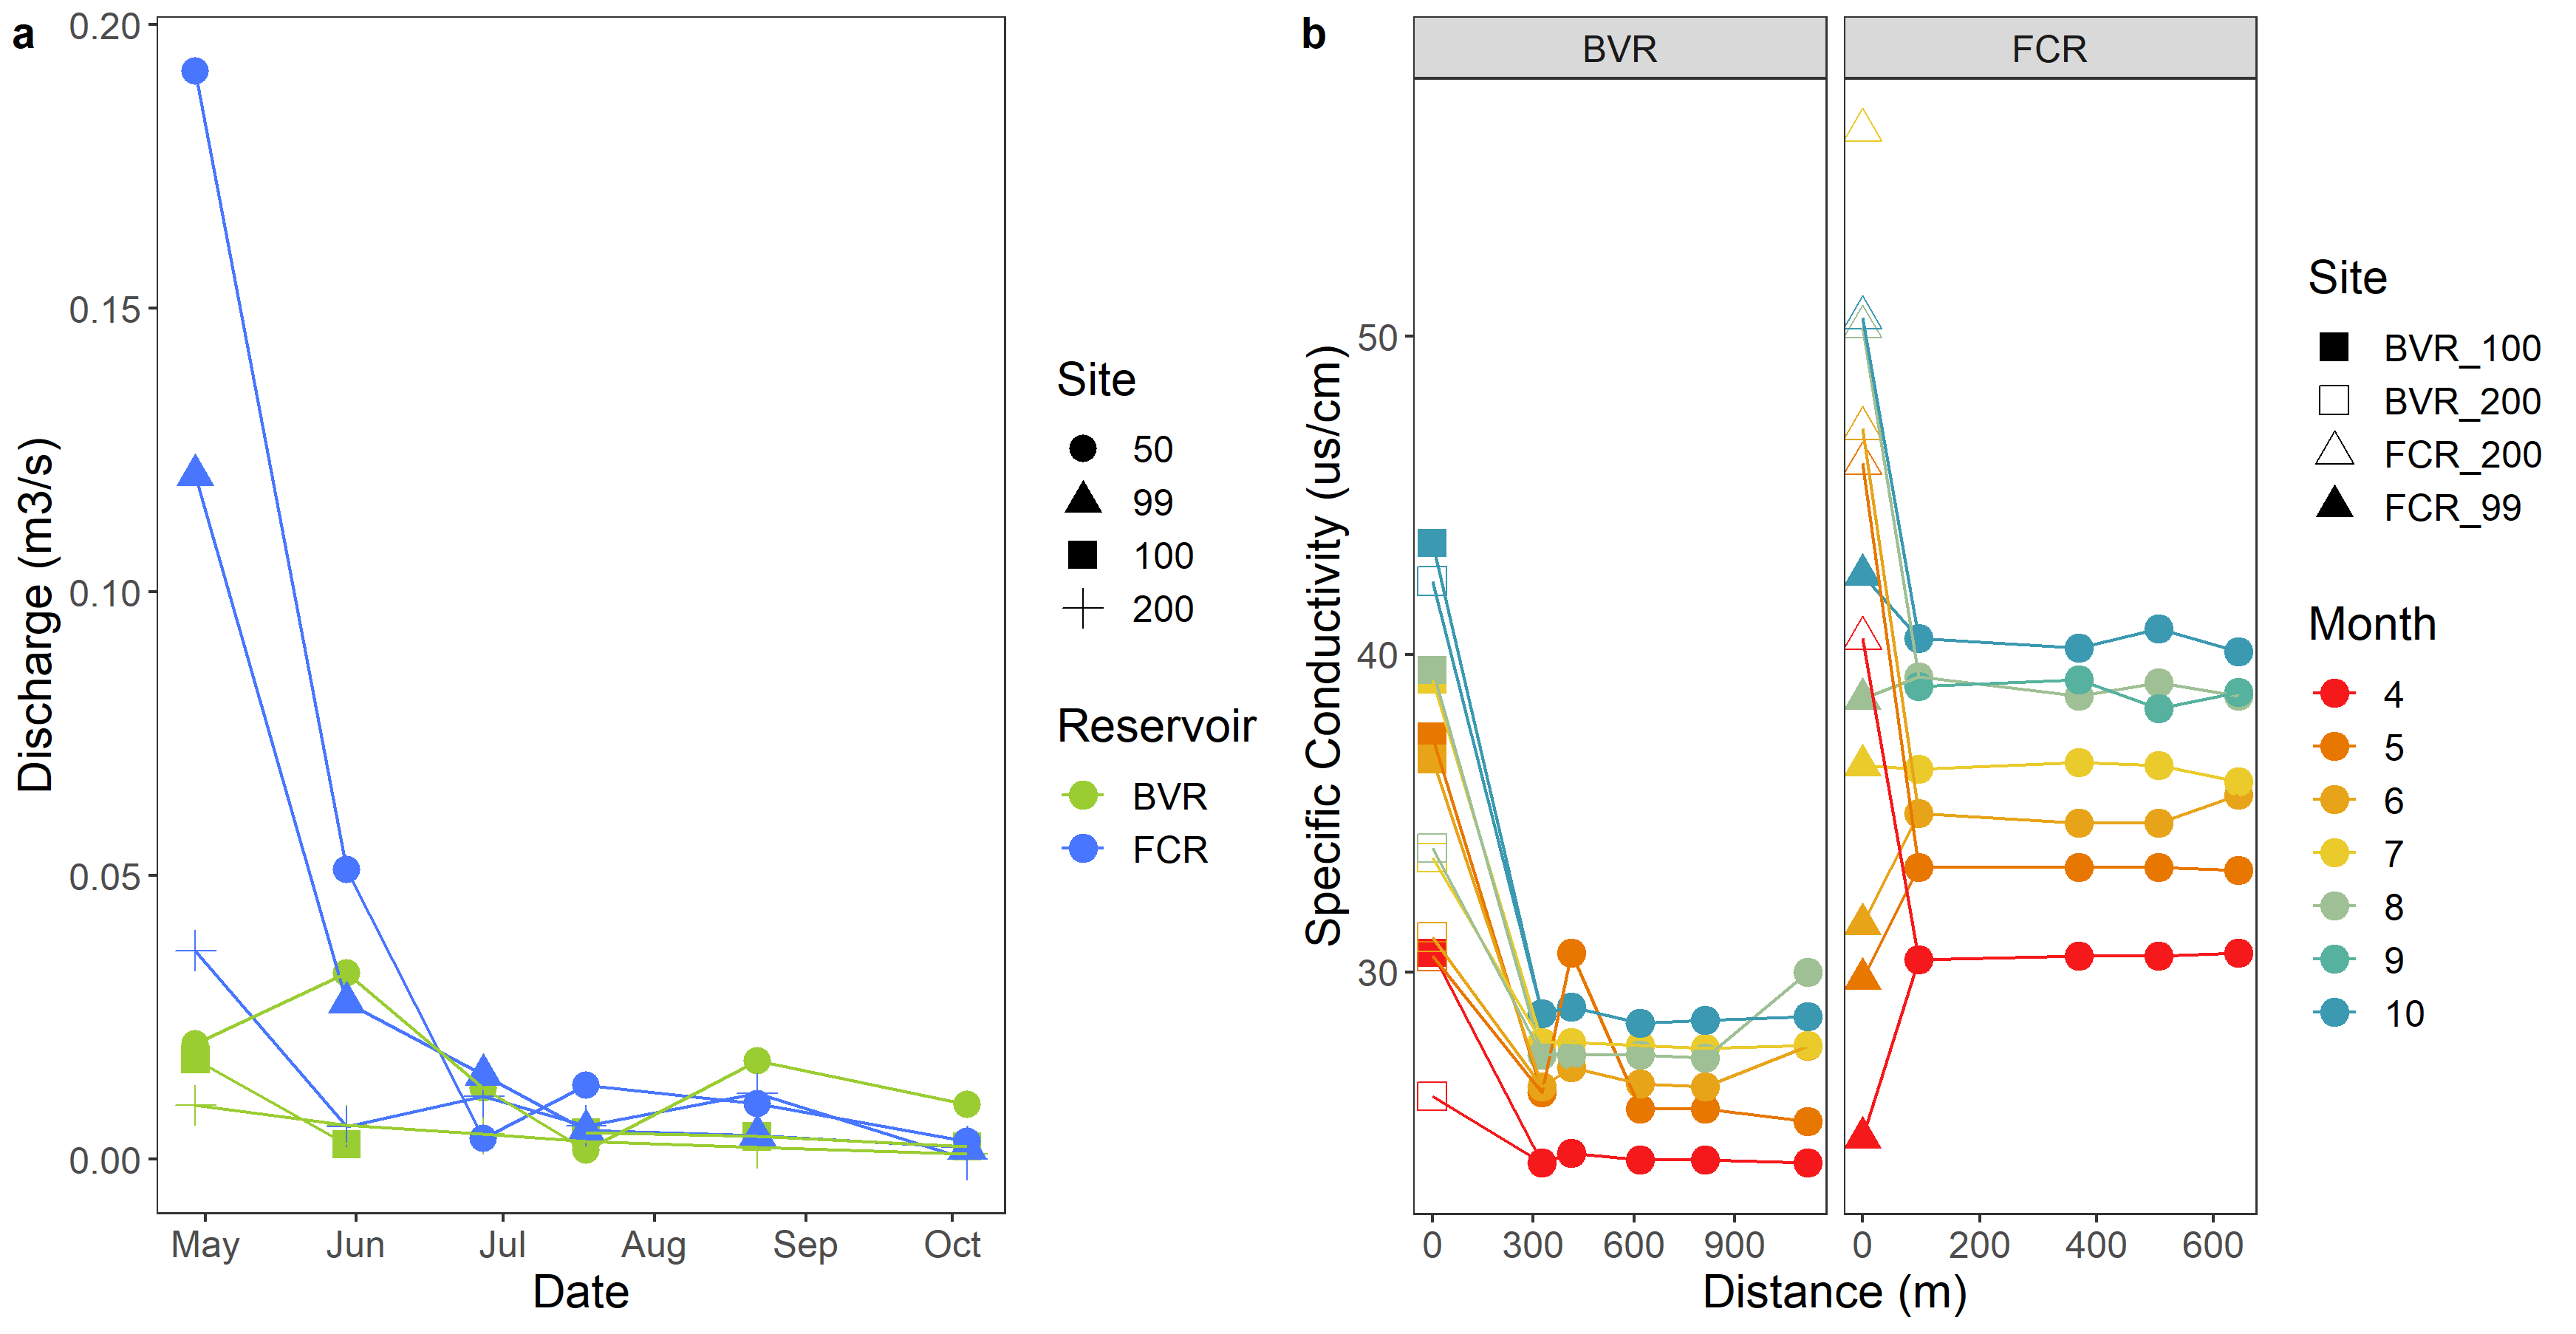 a
0.20
0.15
0.10
0.05
0.00
Discharge (m3/s)
May Jun Jul Aug Sep Oct
Date
Site
50
99
100
200
Reservoir
BVR
FCR
b
BVR FCR
50
40
30
Specific Conductivity (us/cm)
0 300 600 900 0 200 400 600
Distance (m)
Site
BVR_100
BVR_200
FCR_200
FCR_99
Month
4
5
6
7
8
9
10